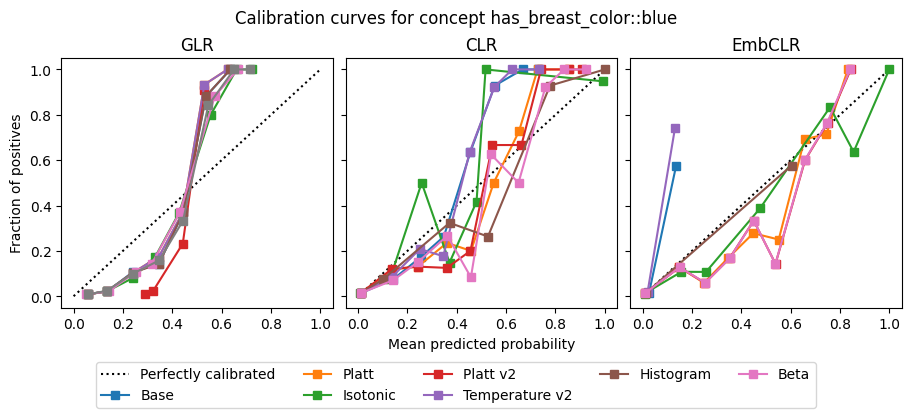 Calibration curves for concept has_breast_color::blue
GLR
CLR
EmbCLR
Fraction of positives
1.0
0.8
0.6
0.4
0.2
0.0
0.0 0.2 0.4 0.6 0.8 1.0
0.0 0.2 0.4 0.6 0.8 1.0
0.0 0.2 0.4 0.6 0.8 1.0
Mean predicted probability
Perfectly calibrated Platt Platt v2 Histogram Beta
Base Isotonic Temperature v2